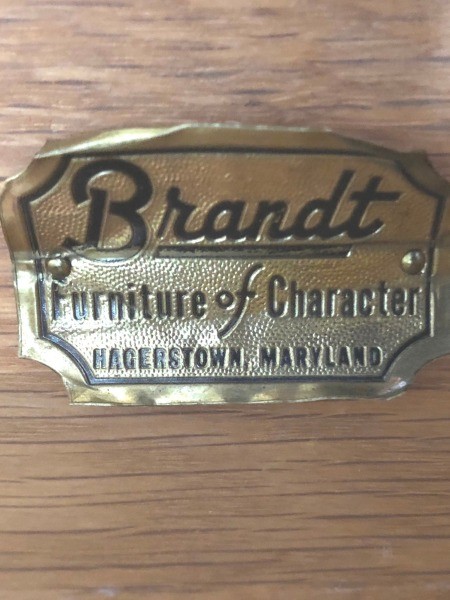 Brandt
Furniture of Character
HAGERSTOWN, MARYLAND